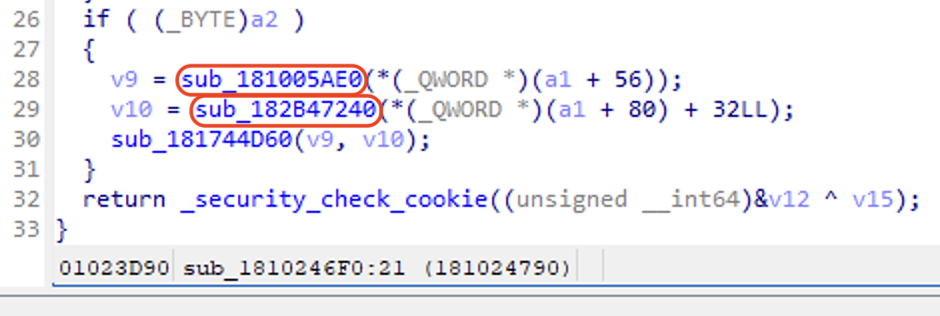 26 if ( (_BYTE)a2 )
27 {
28 v9 = sub_181005AE0(*(_QWORD *)(a1 + 56));
29 v10 = sub_182B47240(*(_QWORD *)(a1 + 80) + 32LL);
30 sub_181744D60(v9, v10);
31 }
32 return _security_check_cookie((unsigned __int64)&v12 ^ v15);
33 }
01023D90 sub_1810246F0:21 (181024790)